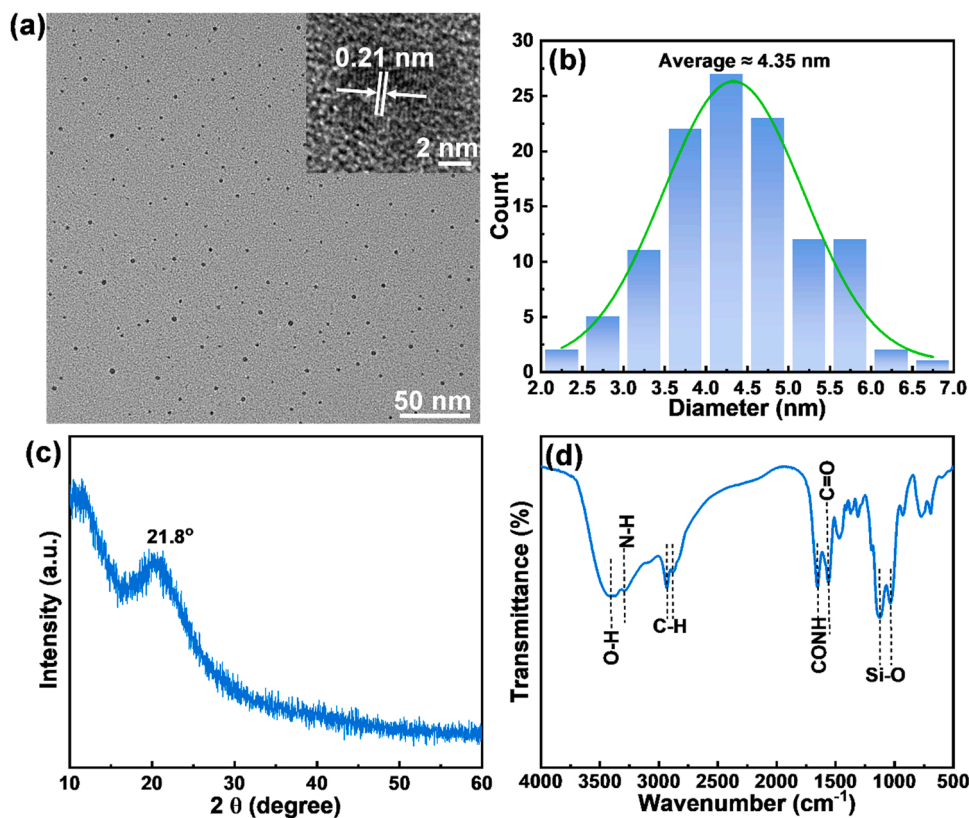 (a)
0.21 nm
2 nm
50 nm
(b)
Average ≈ 4.35 nm
30
25
20
15
10
5
0
Count
2.0 2.5 3.0 3.5 4.0 4.5 5.0 5.5 6.0 6.5 7.0
Diameter (nm)
(c)
21.8°
Intensity (a.u.)
10 20 30 40 50 60
2 θ (degree)
(d)
Transmittance (%)
O-H
N-H
C-H
CONH
C=O
Si-O
4000 3500 3000 2500 2000 1500 1000 500
Wavenumber (cm⁻¹)